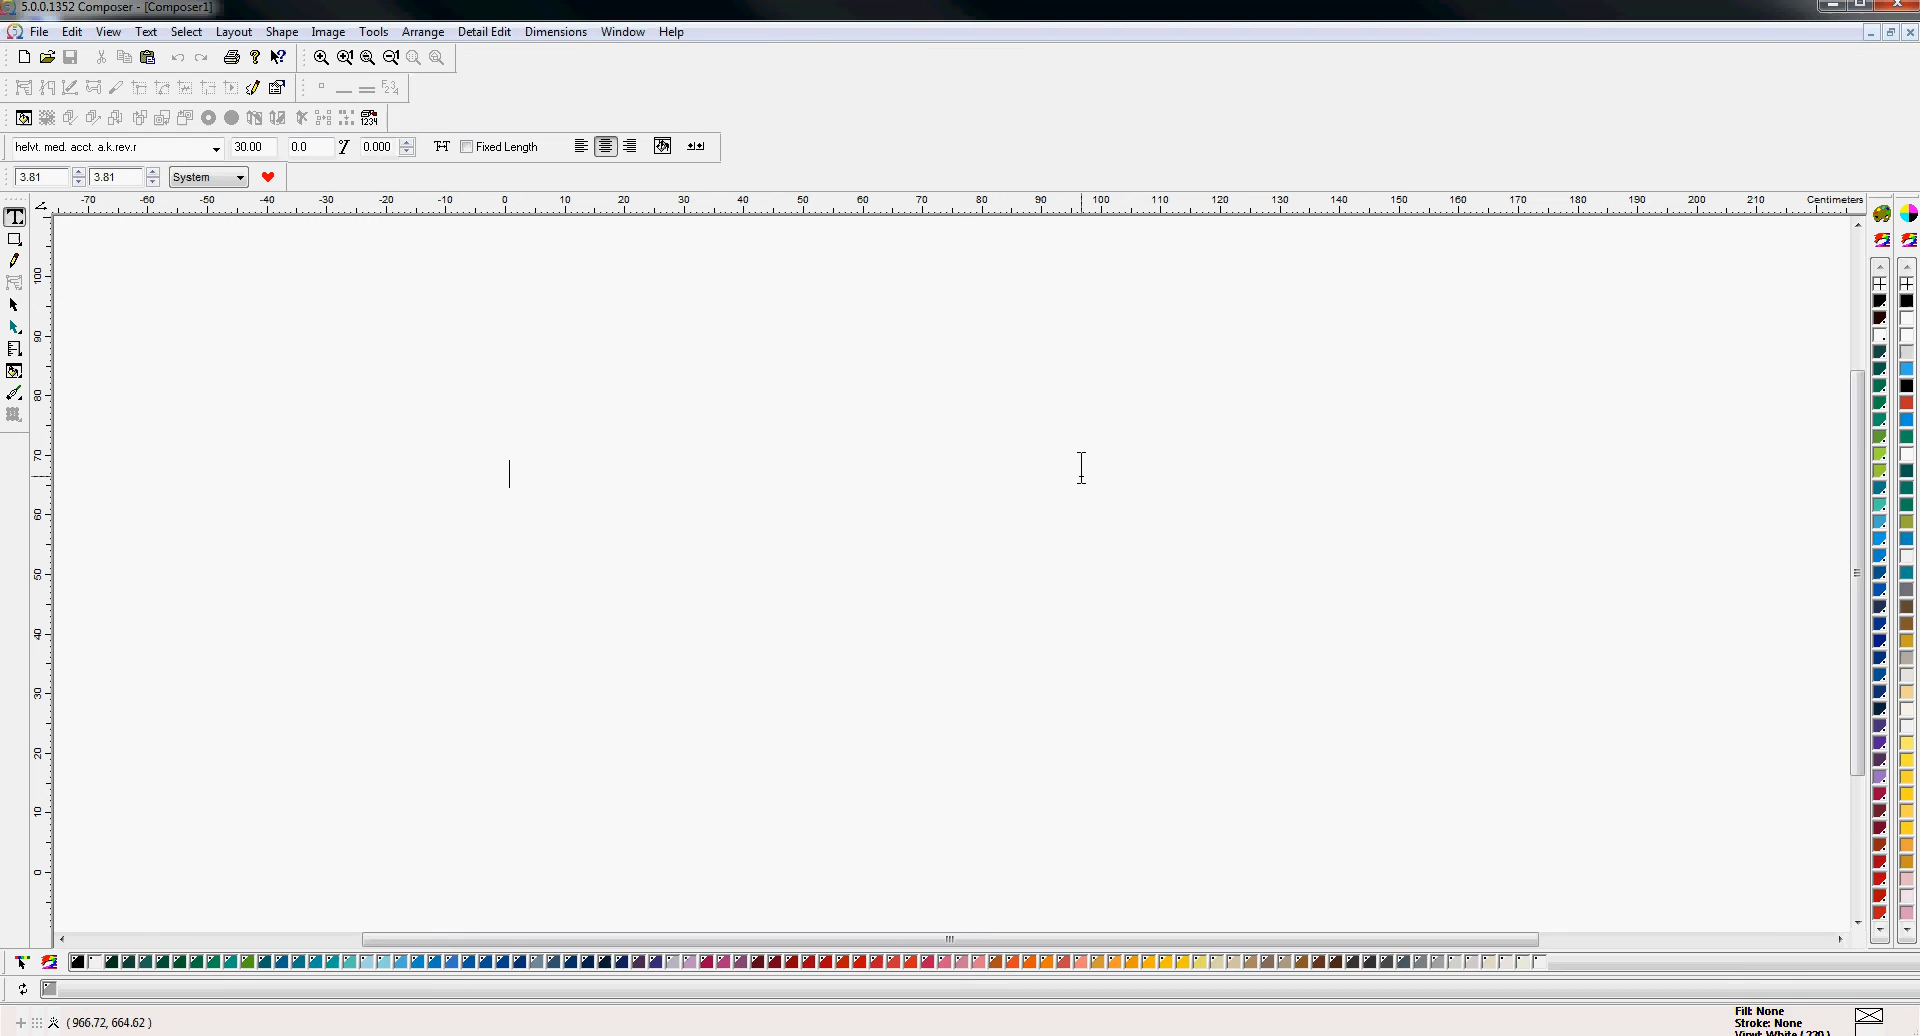 5.0.0.1352 Composer - [Composer1]
File Edit View Text Select Layout Shape Image Tools Arrange Detail Edit Dimensions Window Help
1234
helvt. med. acct. a.k.rev.r 30.00 0.0 0.000 Fixed Length
3.81 3.81 System
-70 -60 -50 -40 -30 -20 -10 0 10 20 30 40 50 60 70 80 90 100 110 120 130 140 150 160 170 180 190 200 210 Centimeters
100
90
80
70
60
50
40
30
20
10
0
( 966.72, 664.62 )
Fill: None
Stroke: None